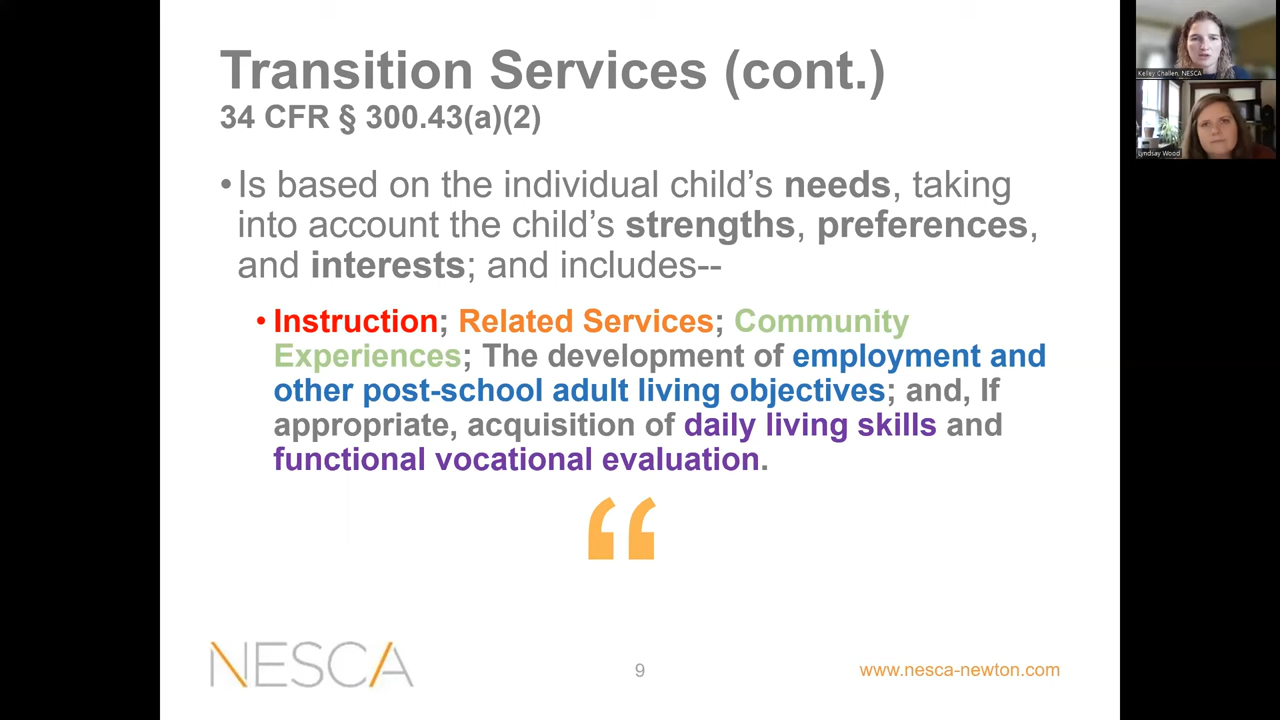 Transition Services (cont.)
34 CFR § 300.43(a)(2)
•Is based on the individual child’s needs, taking
into account the child’s strengths, preferences,
and interests; and includes--
•Instruction; Related Services; Community
Experiences; The development of employment and
other post-school adult living objectives; and, If
appropriate, acquisition of daily living skills and
functional vocational evaluation.
“
NESCA
9
www.nesca-newton.com
Kelley Challen, NESCA
Lyndsay Wood